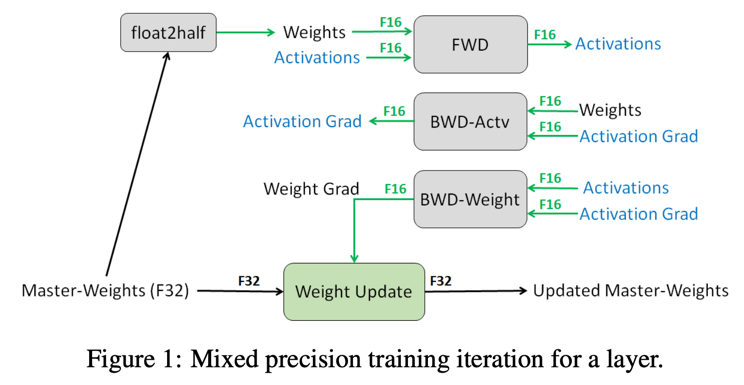 float2half
Weights
F16
F16
Activations
FWD
F16
Activations
Activation Grad
F16
BWD-Actv
F16
Weights
F16
Activation Grad
Weight Grad
F16
BWD-Weight
F16
Activations
F16
Activation Grad
Master-Weights (F32)
F32
Weight Update
F32
Updated Master-Weights
Figure 1: Mixed precision training iteration for a layer.